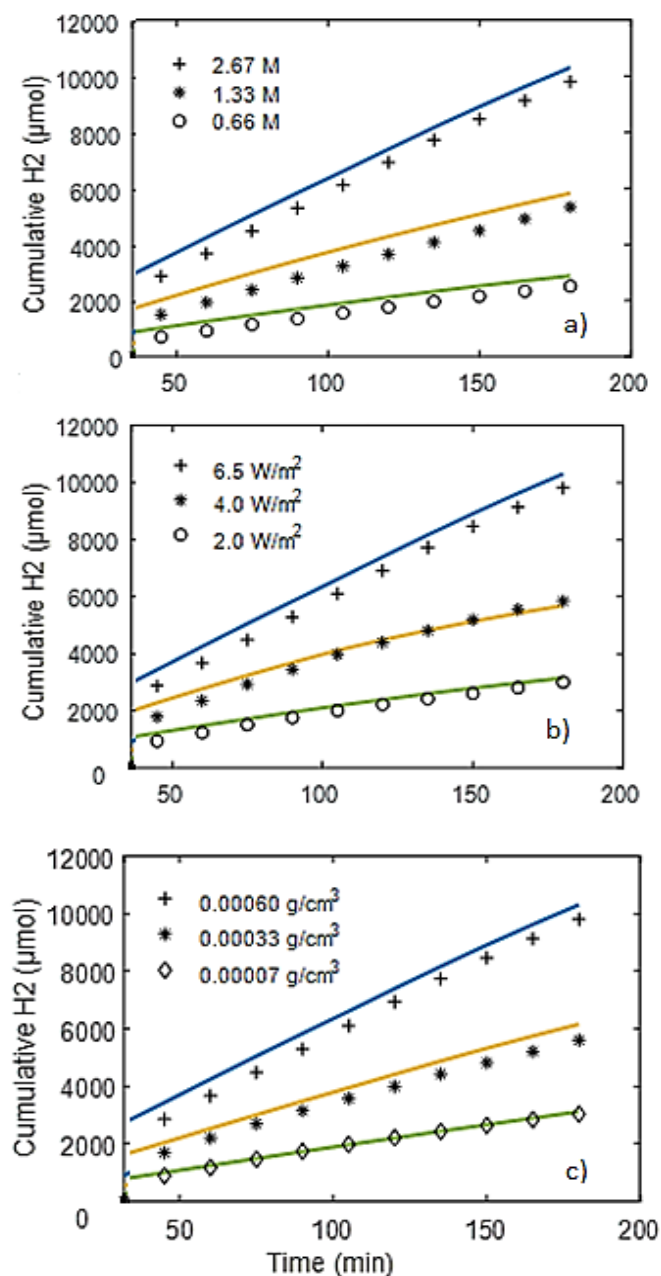 12000
10000
8000
6000
4000
2000
0
Cumulative H2 (µmol)
+ 2.67 M
* 1.33 M
○ 0.66 M
a)
50 100 150 200
12000
10000
8000
6000
4000
2000
0
Cumulative H2 (µmol)
+ 6.5 W/m²
* 4.0 W/m²
○ 2.0 W/m²
b)
50 100 150 200
12000
10000
8000
6000
4000
2000
0
Cumulative H2 (µmol)
+ 0.00060 g/cm³
* 0.00033 g/cm³
◇ 0.00007 g/cm³
c)
50 100 150 200
Time (min)